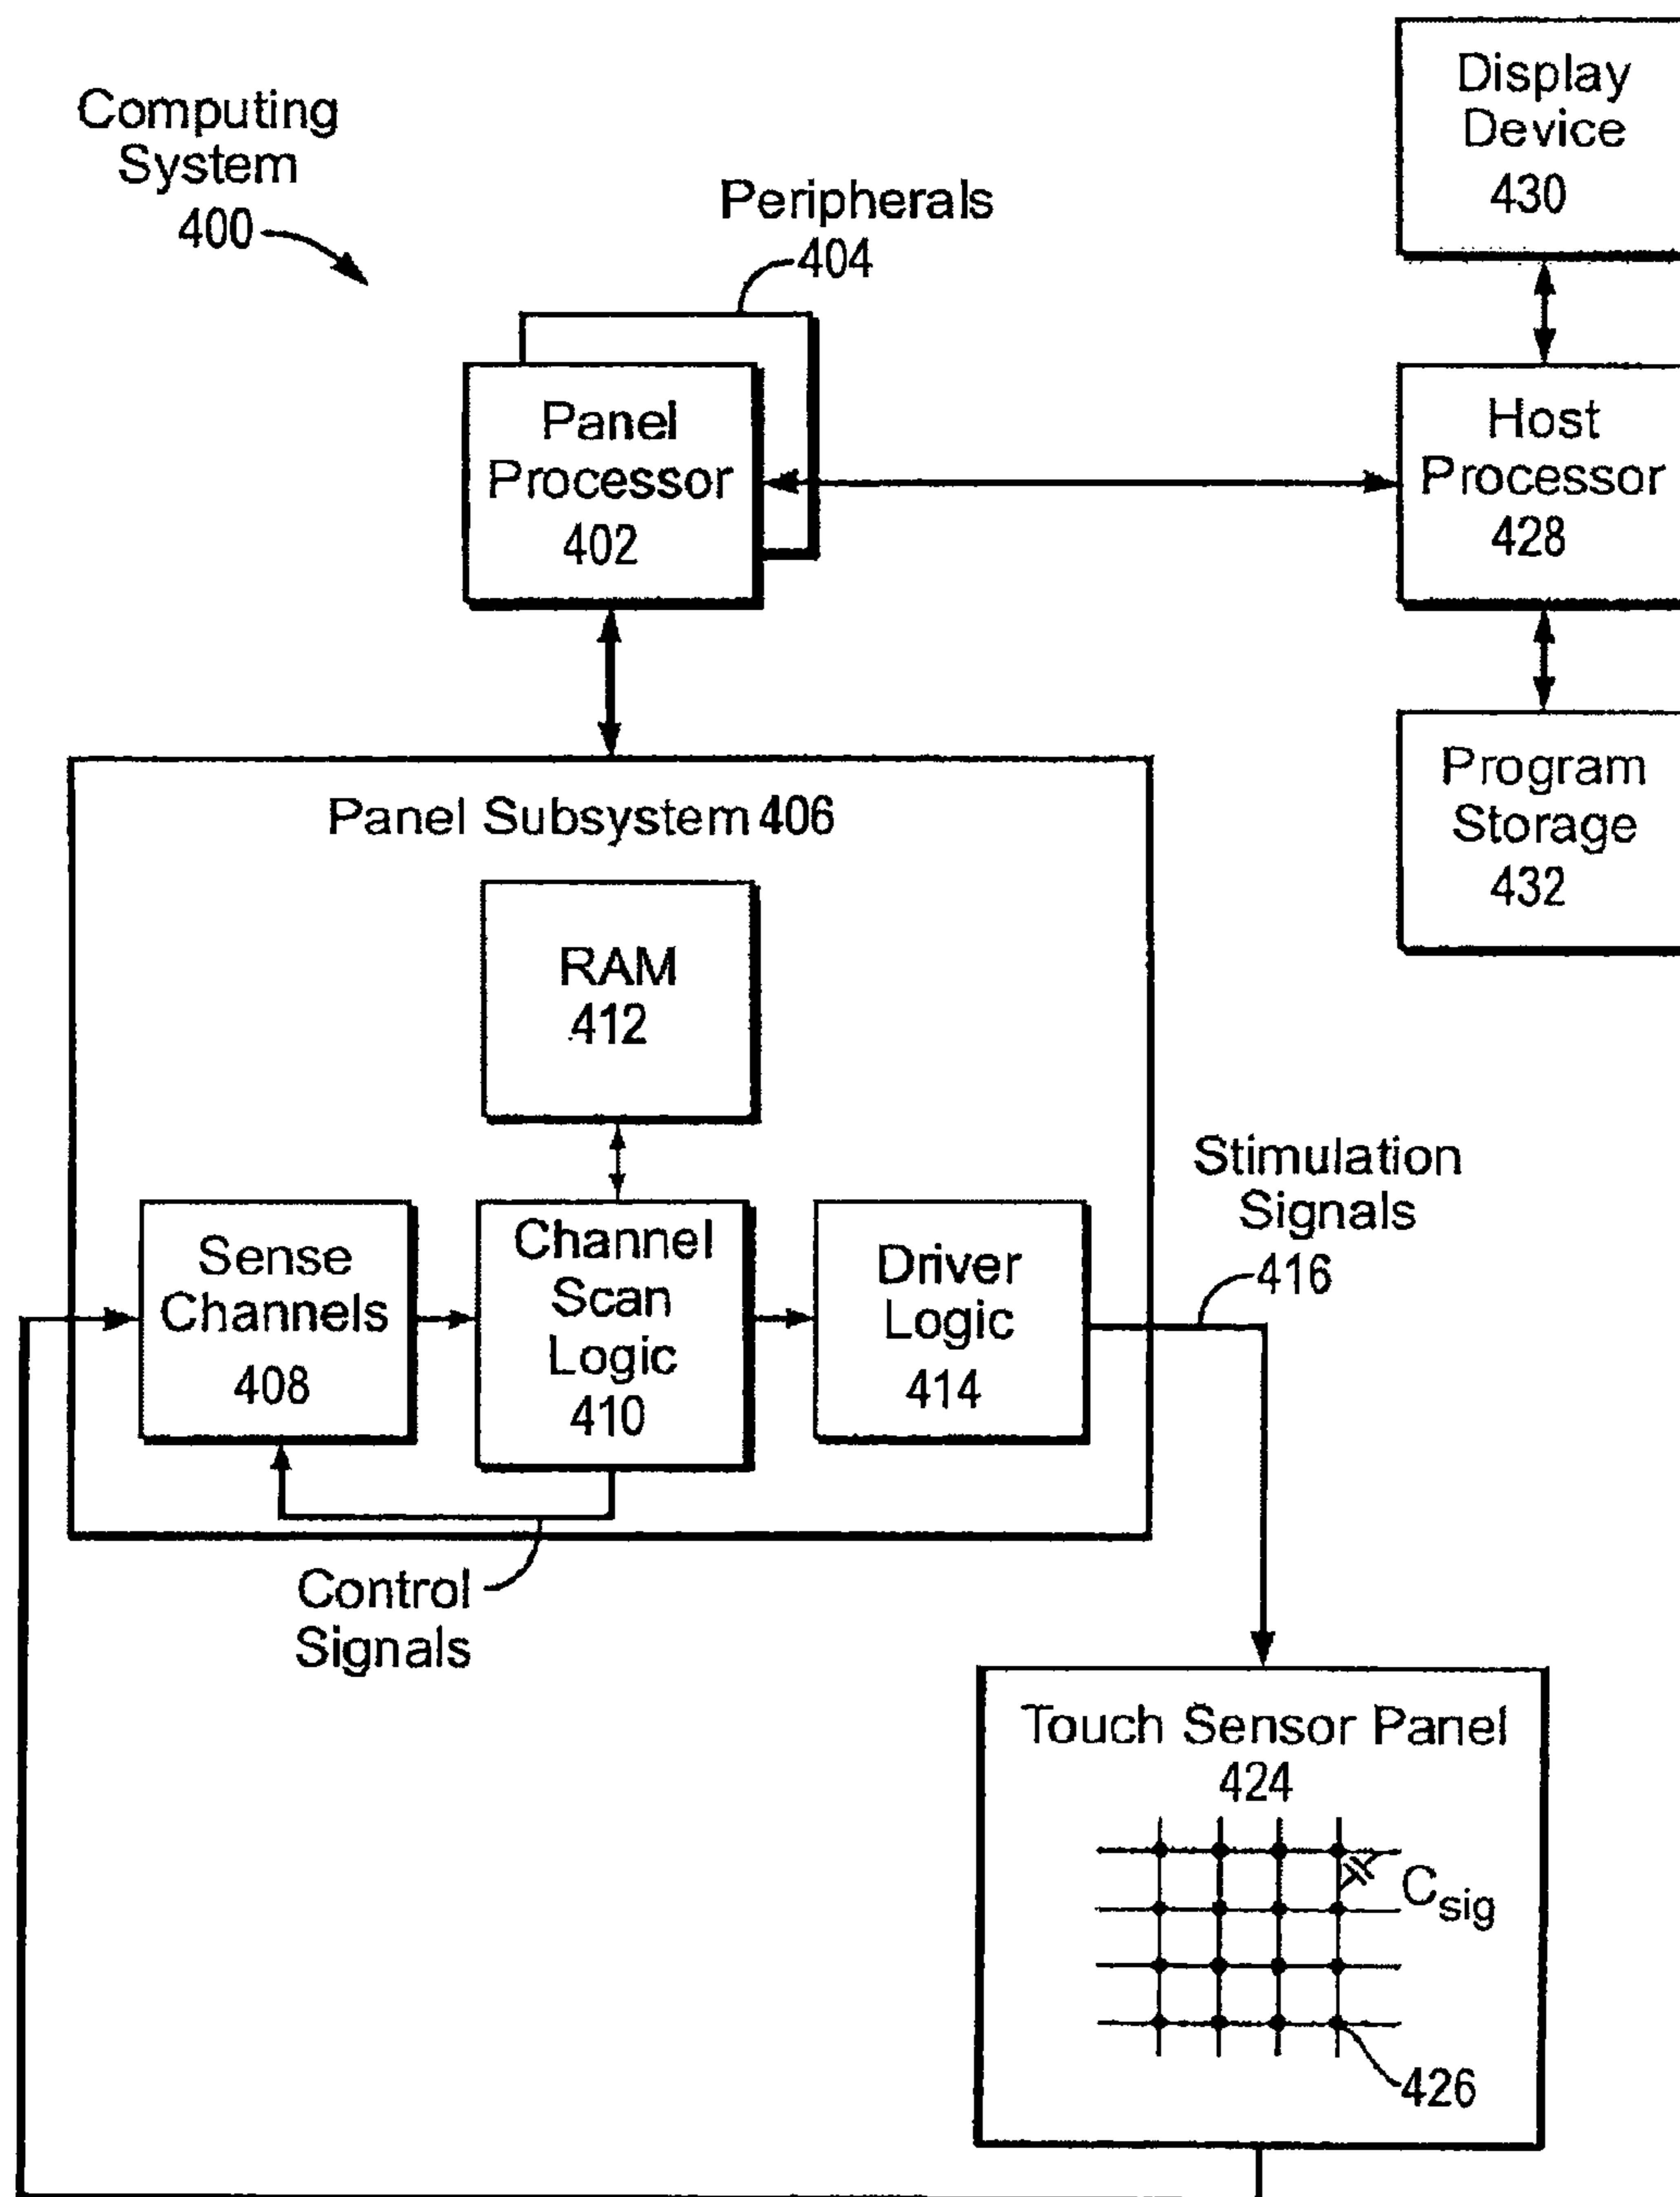 Computing
System
400
Peripherals
404
Display
Device
430
Panel
Processor
402
Host
Processor
428
Program
Storage
432
Panel Subsystem 406
RAM
412
Sense
Channels
408
Channel
Scan
Logic
410
Driver
Logic
414
Stimulation
Signals
416
Control
Signals
Touch Sensor Panel
424
Csig
426